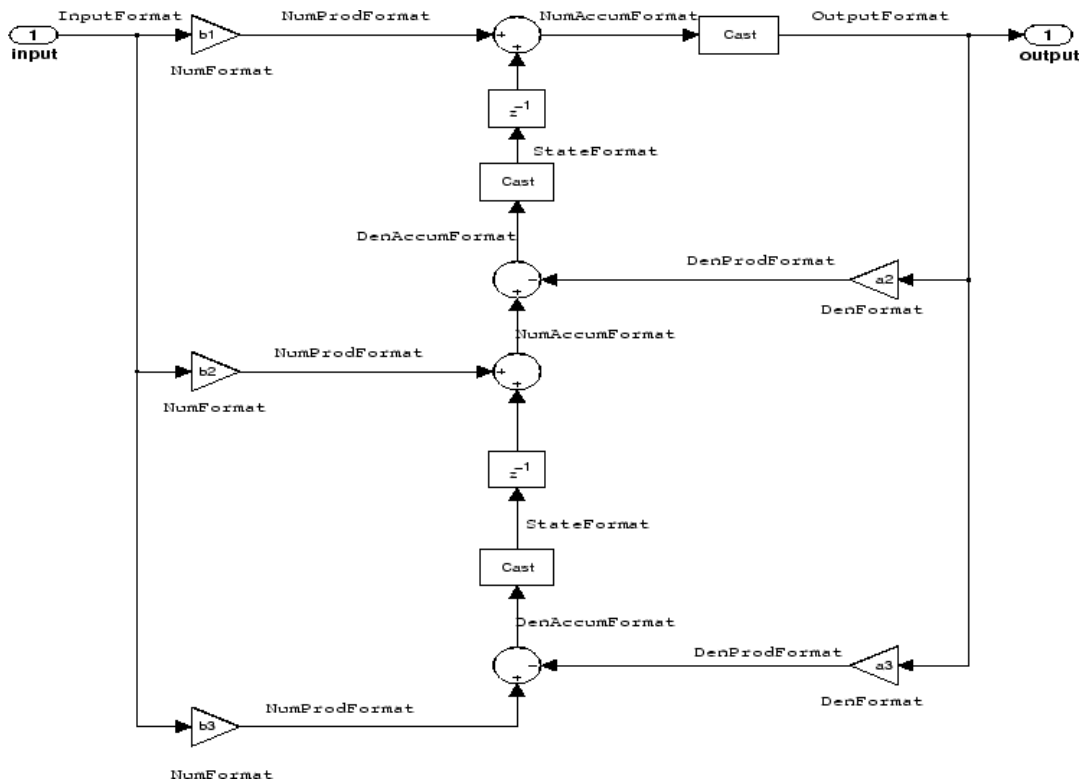 InputFormat
NumProdFormat
NumAccumFormat
OutputFormat
1
input
b1
+
+
Cast
1
output
NumFormat
z^-1
StateFormat
Cast
DenAccumFormat
DenProdFormat
-
+
a2
DenFormat
NumAccumFormat
NumProdFormat
b2
+
+
NumFormat
z^-1
StateFormat
Cast
DenAccumFormat
DenProdFormat
-
+
a3
DenFormat
NumProdFormat
b3
NumFormat